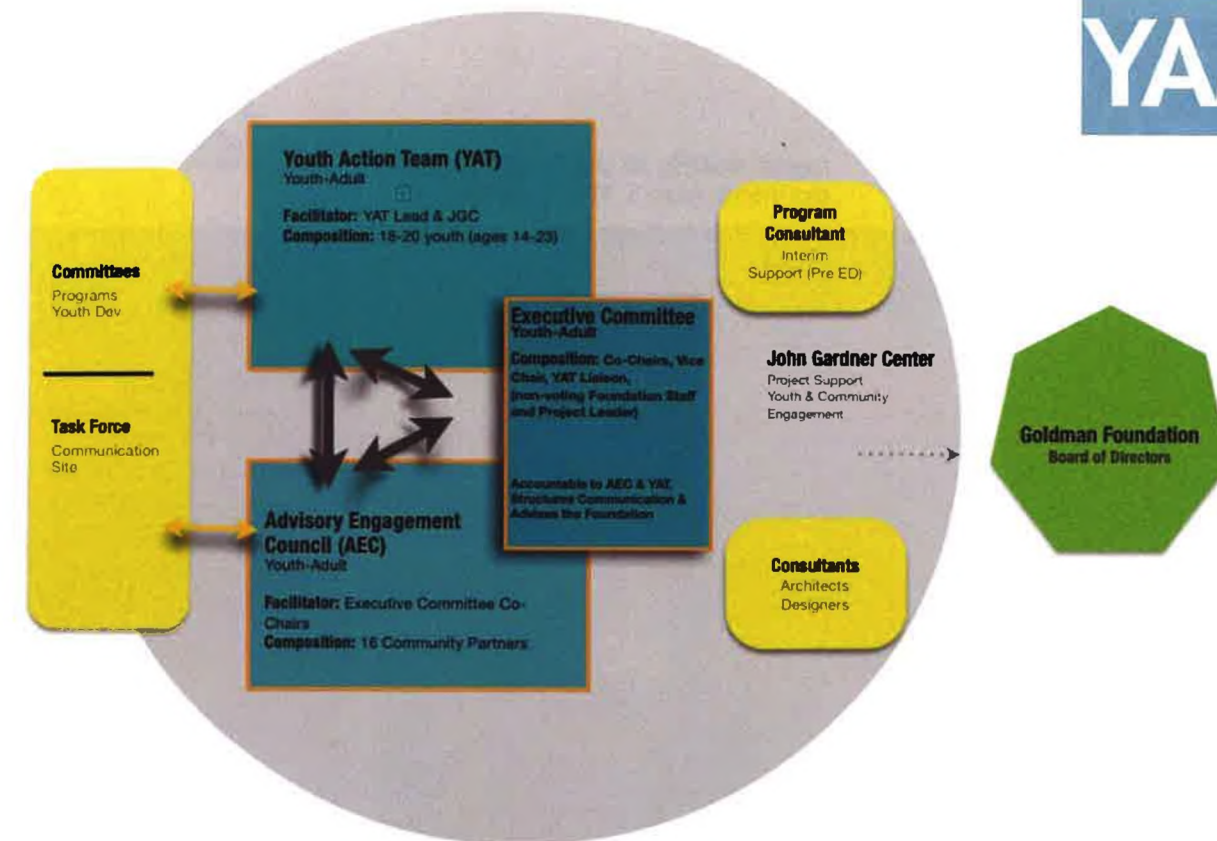 YA
Youth Action Team (YAT)
Youth-Adult
Facilitator: YAT Lead & JGC
Composition: 18-20 youth (ages 14-23)
Committees
Programs
Youth Dev
Task Force
Communication
Site
Executive Committee
Youth-Adult
Composition: Co-Chairs, Vice
Chair, YAT Liaison,
(non-voting Foundation Staff
and Project Leader)
Accountable to AEC & YAT
Structures Communication &
Advises the Foundation
Advisory Engagement
Council (AEC)
Youth-Adult
Facilitator: Executive Committee Co-
Chairs
Composition: 16 Community Partners
Program
Consultant
Interim
Support (Pre ED)
John Gardner Center
Project Support
Youth & Community
Engagement
Consultants
Architects
Designers
Goldman Foundation
Board of Directors